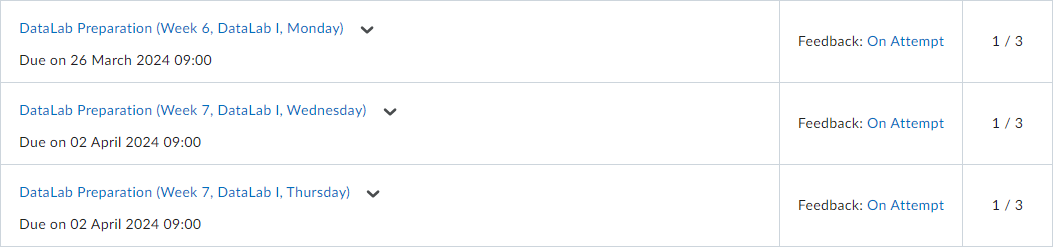 DataLab Preparation (Week 6, DataLab I, Monday)
Due on 26 March 2024 09:00
Feedback: On Attempt
1 / 3
DataLab Preparation (Week 7, DataLab I, Wednesday)
Due on 02 April 2024 09:00
Feedback: On Attempt
1 / 3
DataLab Preparation (Week 7, DataLab I, Thursday)
Due on 02 April 2024 09:00
Feedback: On Attempt
1 / 3